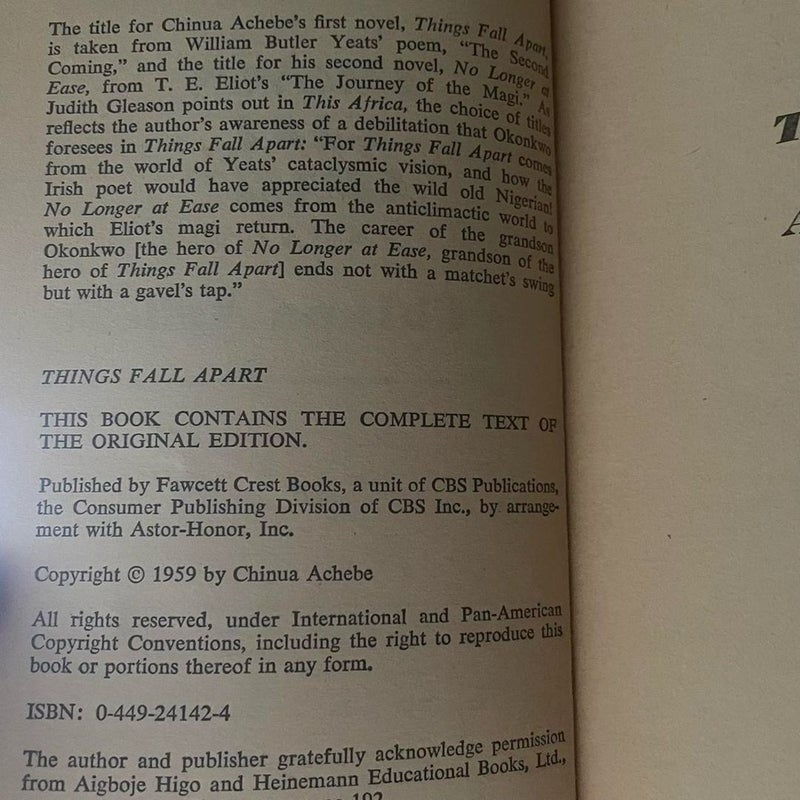 The title for Chinua Achebe's first novel, Things Fall Apart,
is taken from William Butler Yeats' poem, "The Second
Coming," and the title for his second novel, No Longer at
Ease, from T. E. Eliot's "The Journey of the Magi." As
Judith Gleason points out in This Africa, the choice of titles
reflects the author's awareness of a debilitation that Okonkwo
foresees in Things Fall Apart: "For Things Fall Apart comes
from the world of Yeats' cataclysmic vision, and how the
Irish poet would have appreciated the wild old Nigerian!
No Longer at Ease comes from the anticlimactic world to
which Eliot's magi return. The career of the grandson
Okonkwo [the hero of No Longer at Ease, grandson of the
hero of Things Fall Apart] ends not with a matchet's swing
but with a gavel's tap."
THINGS FALL APART
THIS BOOK CONTAINS THE COMPLETE TEXT OF
THE ORIGINAL EDITION.
Published by Fawcett Crest Books, a unit of CBS Publications,
the Consumer Publishing Division of CBS Inc., by arrange-
ment with Astor-Honor, Inc.
Copyright © 1959 by Chinua Achebe
All rights reserved, under International and Pan-American
Copyright Conventions, including the right to reproduce this
book or portions thereof in any form.
ISBN: 0-449-24142-4
The author and publisher gratefully acknowledge permission
from Aigboje Higo and Heinemann Educational Books, Ltd.,
192
T
A